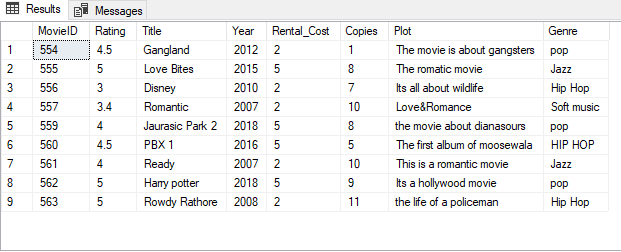 Results Messages
MovieID Rating Title Year Rental_Cost Copies Plot Genre
1 554 4.5 Gangland 2012 2 1 The movie is about gangsters pop
2 555 5 Love Bites 2015 5 8 The romatic movie Jazz
3 556 3 Disney 2010 2 7 Its all about wildlife Hip Hop
4 557 3.4 Romantic 2007 2 10 Love&Romance Soft music
5 559 4 Jaurasic Park 2 2018 5 8 the movie about dianasours pop
6 560 4.5 PBX 1 2016 5 5 The first album of moosewala HIP HOP
7 561 4 Ready 2007 2 10 This is a romantic movie Jazz
8 562 5 Harry potter 2018 5 9 Its a hollywood movie pop
9 563 5 Rowdy Rathore 2008 2 11 the life of a policeman Hip Hop